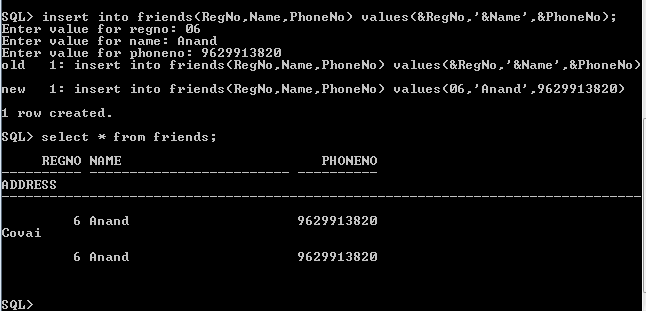 SQL> insert into friends(RegNo,Name,PhoneNo) values(&RegNo,'&Name',&PhoneNo);
Enter value for regno: 06
Enter value for name: Anand
Enter value for phoneno: 9629913820
old   1: insert into friends(RegNo,Name,PhoneNo) values(&RegNo,'&Name',&PhoneNo)
new   1: insert into friends(RegNo,Name,PhoneNo) values(06,'Anand',9629913820)
1 row created.
SQL> select * from friends;
REGNO NAME PHONENO
ADDRESS
6 Anand 9629913820
Covai
6 Anand 9629913820
SQL>